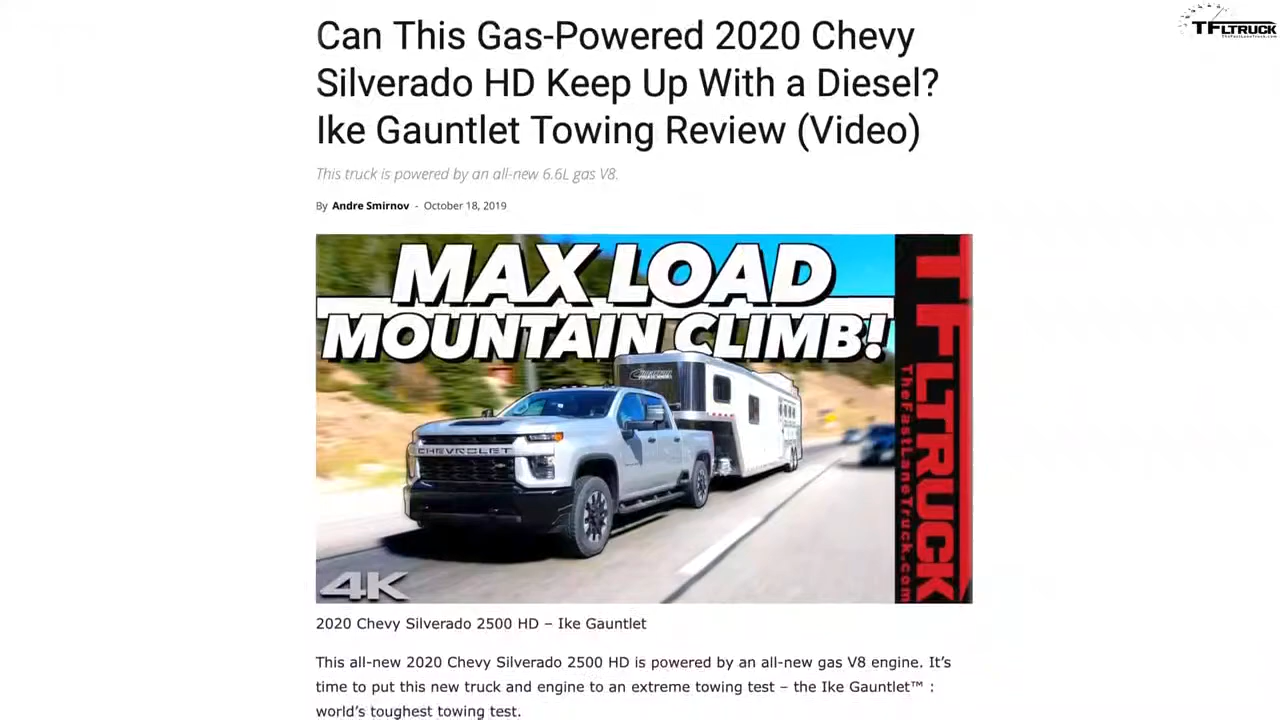 Can This Gas-Powered 2020 Chevy
Silverado HD Keep Up With a Diesel?
Ike Gauntlet Towing Review (Video)
TFLTRUCK
TheFastLaneTruck.com
This truck is powered by an all-new 6.6L gas V8.
By Andre Smirnov - October 18, 2019
MAX LOAD
MOUNTAIN CLIMB!
CHEVROLET
TFLTRUCK
TheFastLaneTruck.com
4K
2020 Chevy Silverado 2500 HD – Ike Gauntlet
This all-new 2020 Chevy Silverado 2500 HD is powered by an all-new gas V8 engine. It’s
time to put this new truck and engine to an extreme towing test – the Ike Gauntlet™ :
world’s toughest towing test.